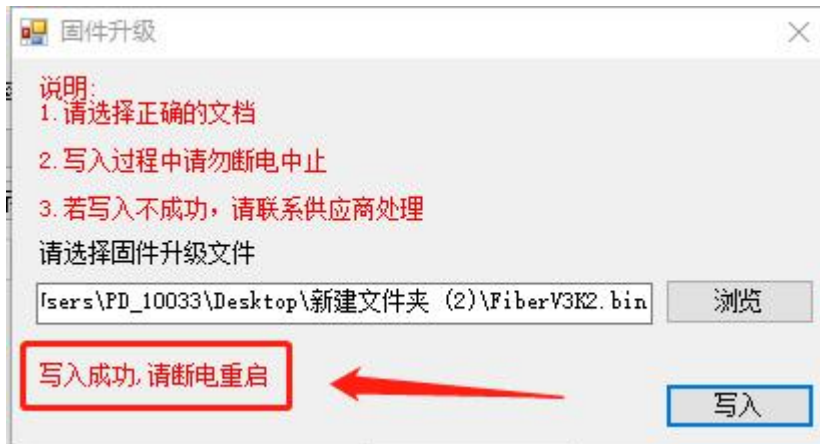 固件升级
说明:
1.请选择正确的文档
2.写入过程中请勿断电中止
3.若写入不成功，请联系供应商处理
请选择固件升级文件
sers\PD_10033\Desktop\新建文件夹 (2)\FiberV3K2.bin
浏览
写入成功,请断电重启
写入